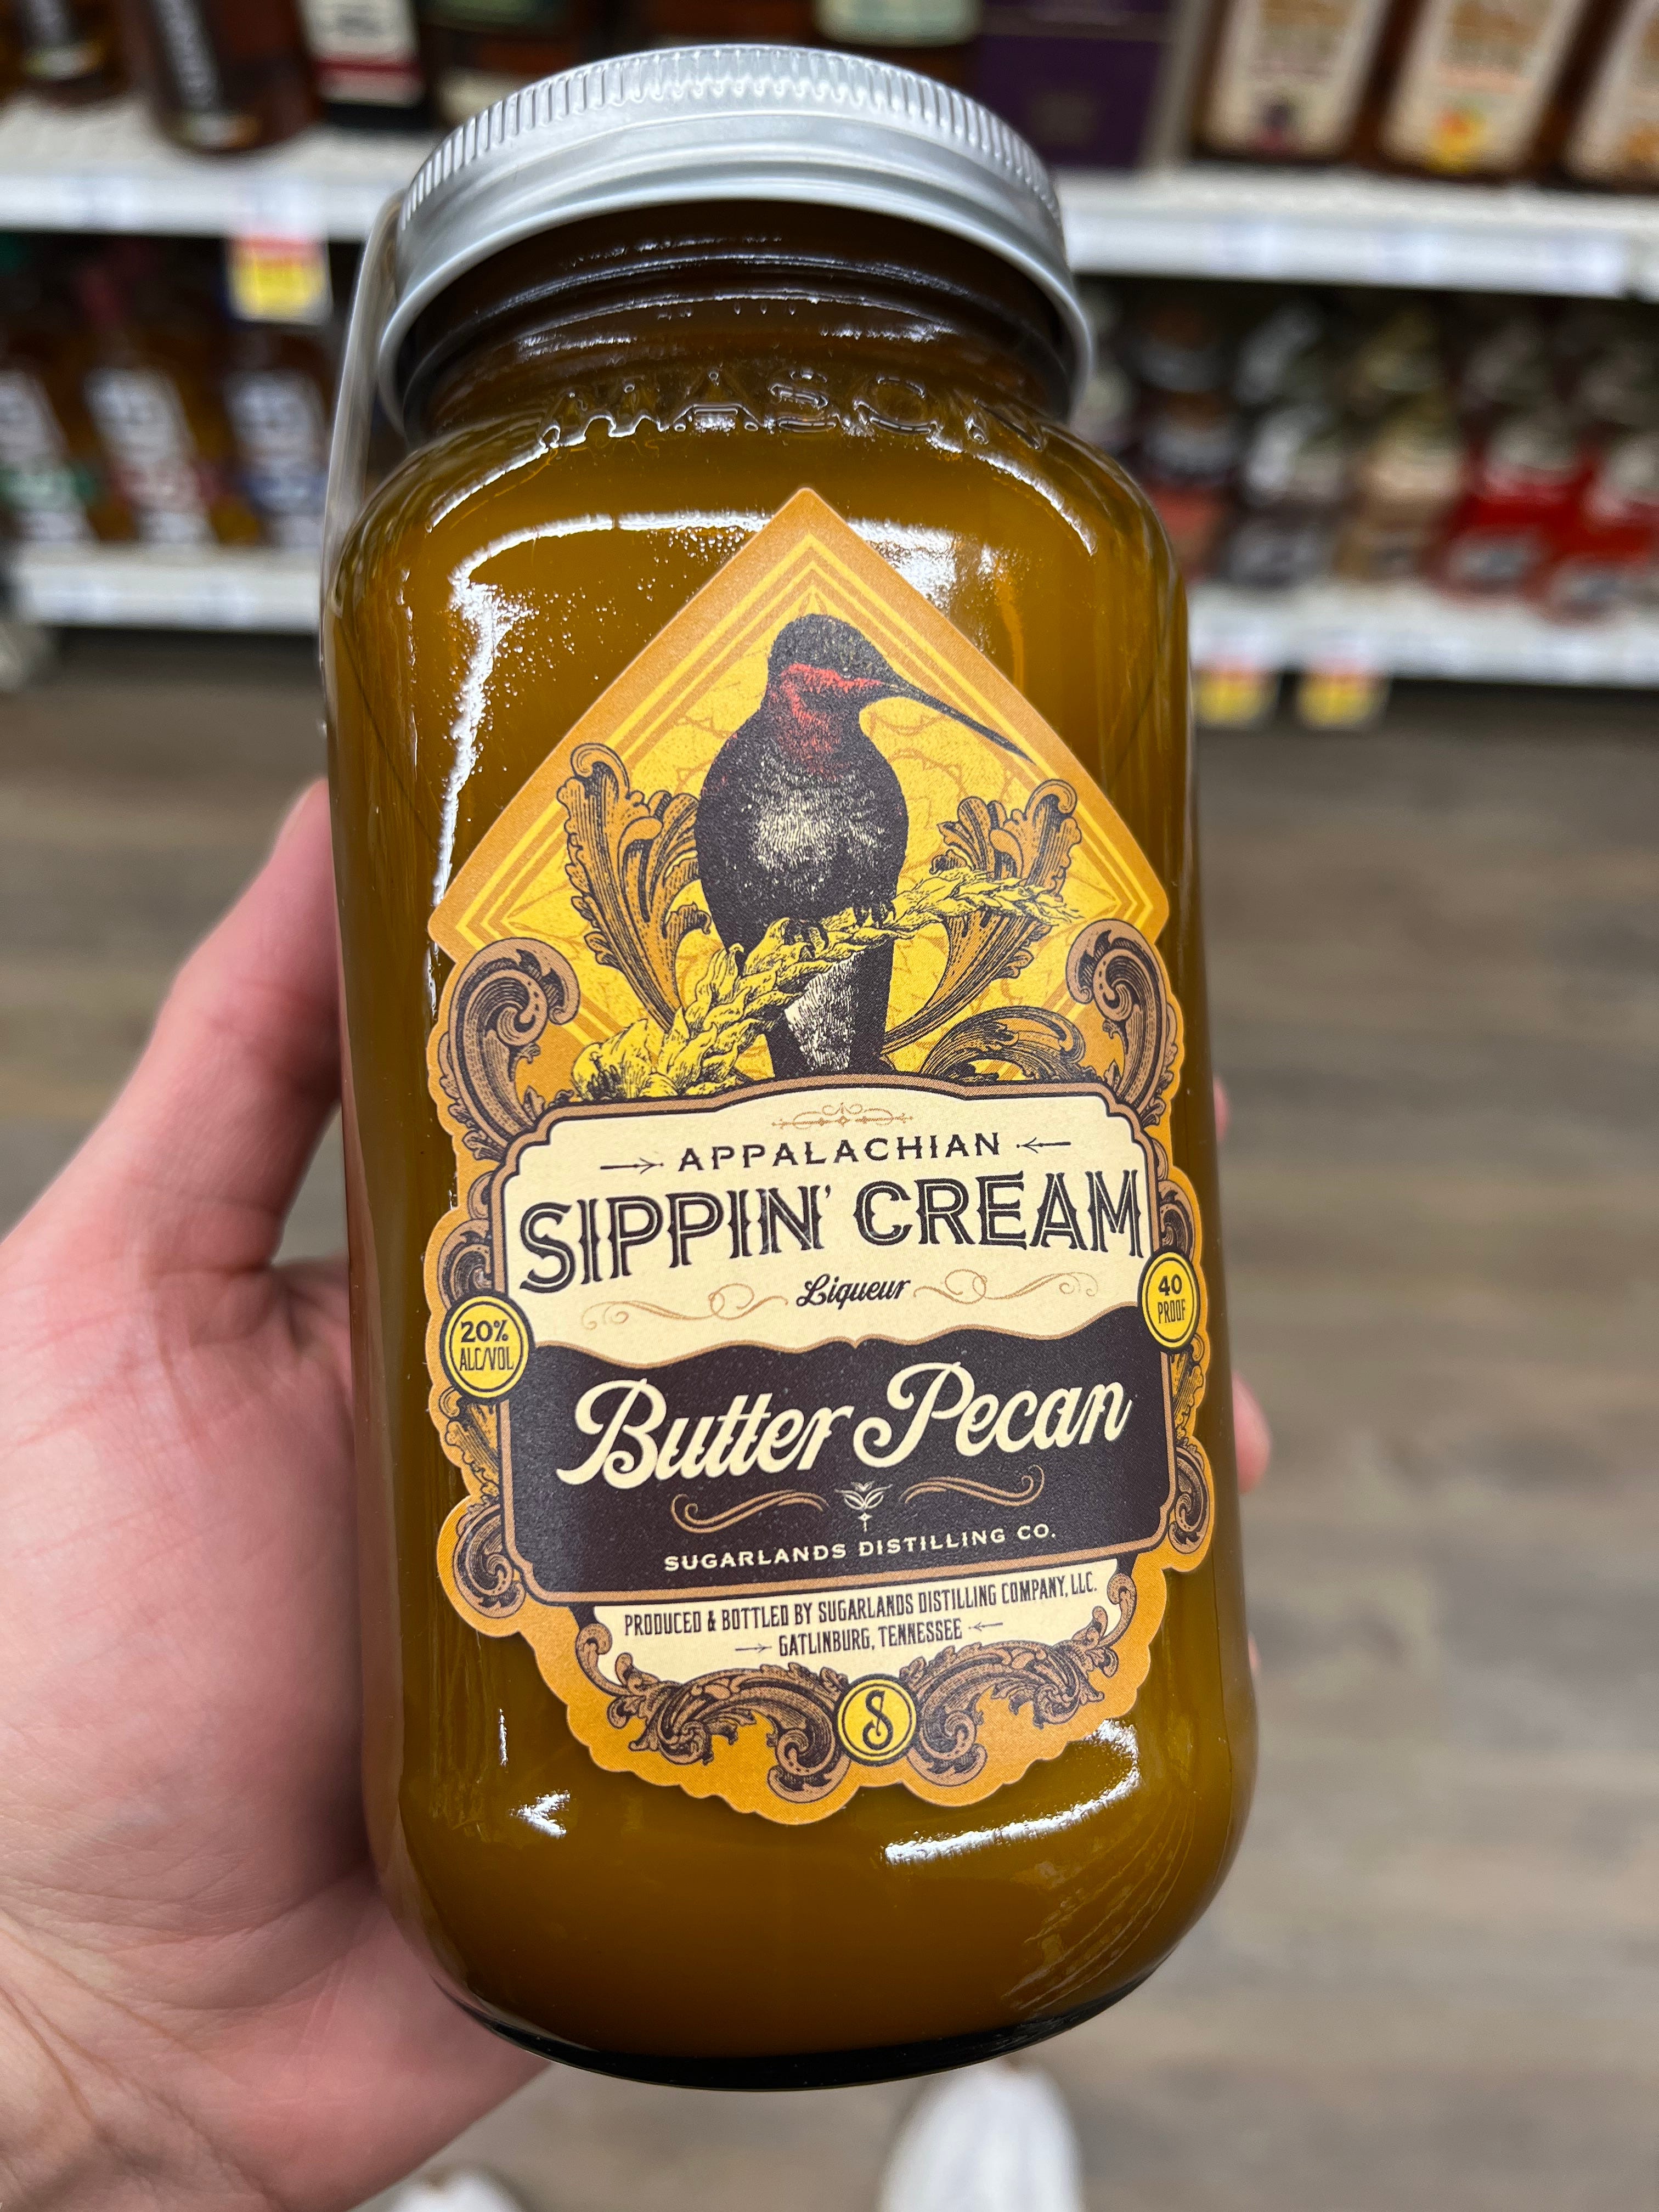 MASON
APPALACHIAN
SIPPIN' CREAM
Liqueur
20%
ALC/VOL
40
PROOF
Butter Pecan
SUGARLANDS DISTILLING CO.
PRODUCED & BOTTLED BY SUGARLANDS DISTILLING COMPANY, LLC.
GATLINBURG, TENNESSEE
S